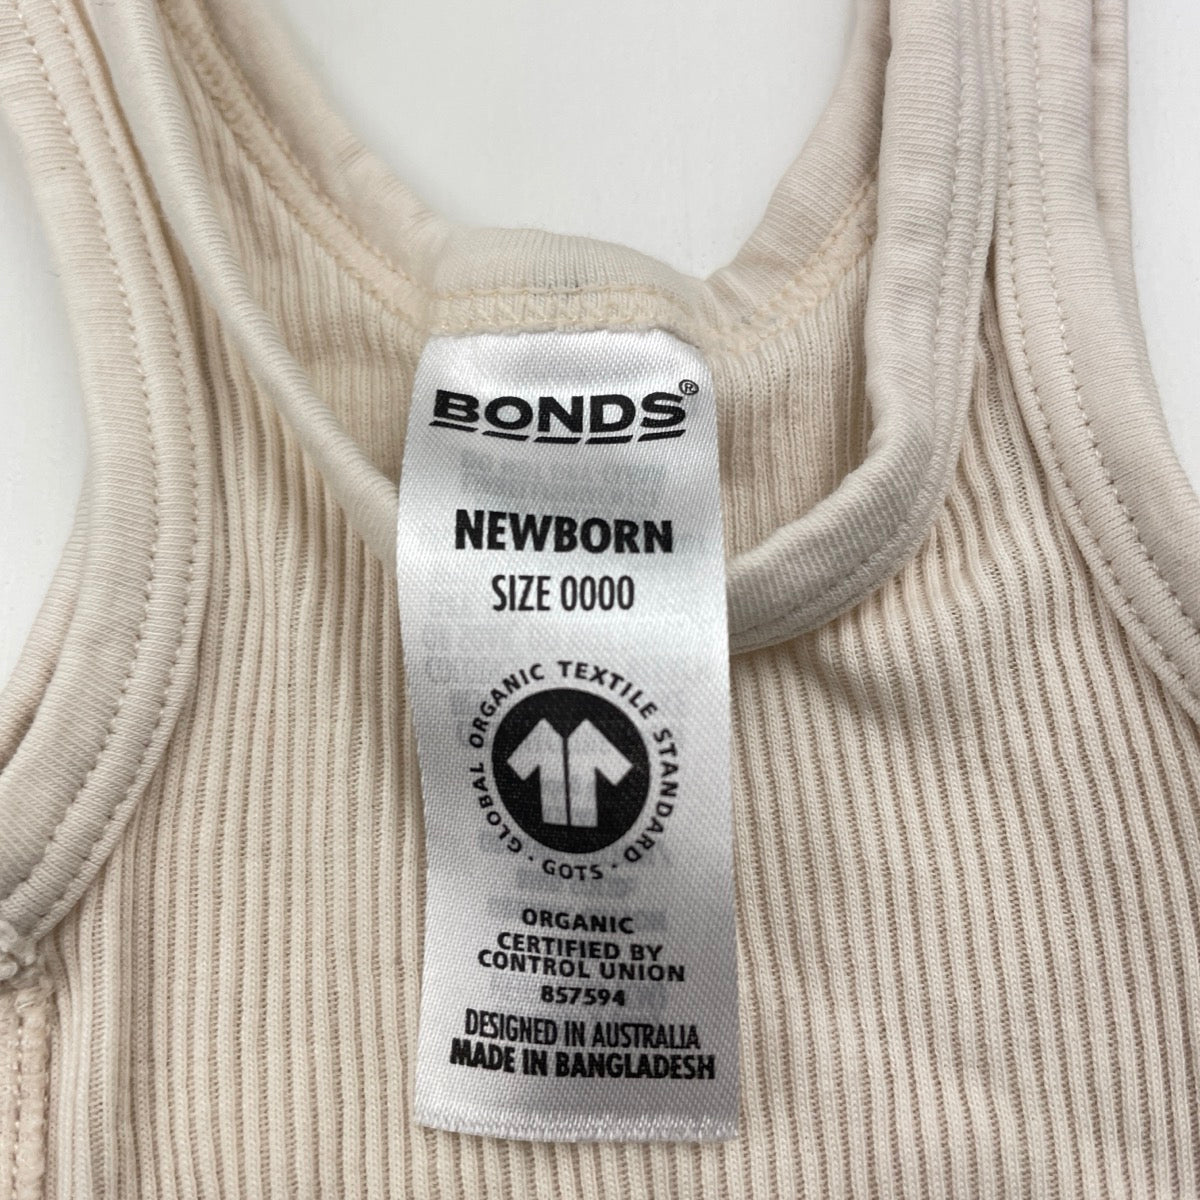 BONDS®
NEWBORN
SIZE 0000
GLOBAL ORGANIC TEXTILE STANDARD · GOTS ·
ORGANIC
CERTIFIED BY
CONTROL UNION
857594
DESIGNED IN AUSTRALIA
MADE IN BANGLADESH